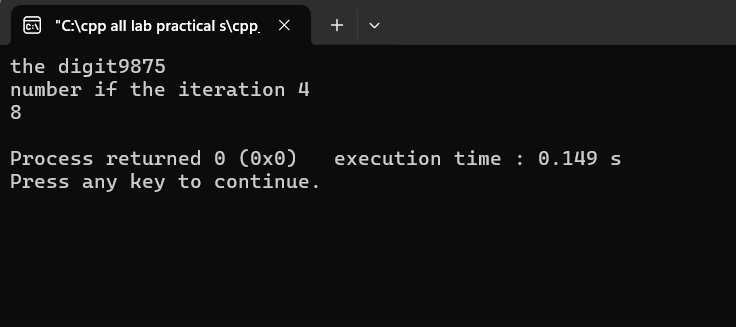 "C:\cpp all lab practical s\cpp_
the digit9875
number if the iteration 4
8
Process returned 0 (0x0)   execution time : 0.149 s
Press any key to continue.